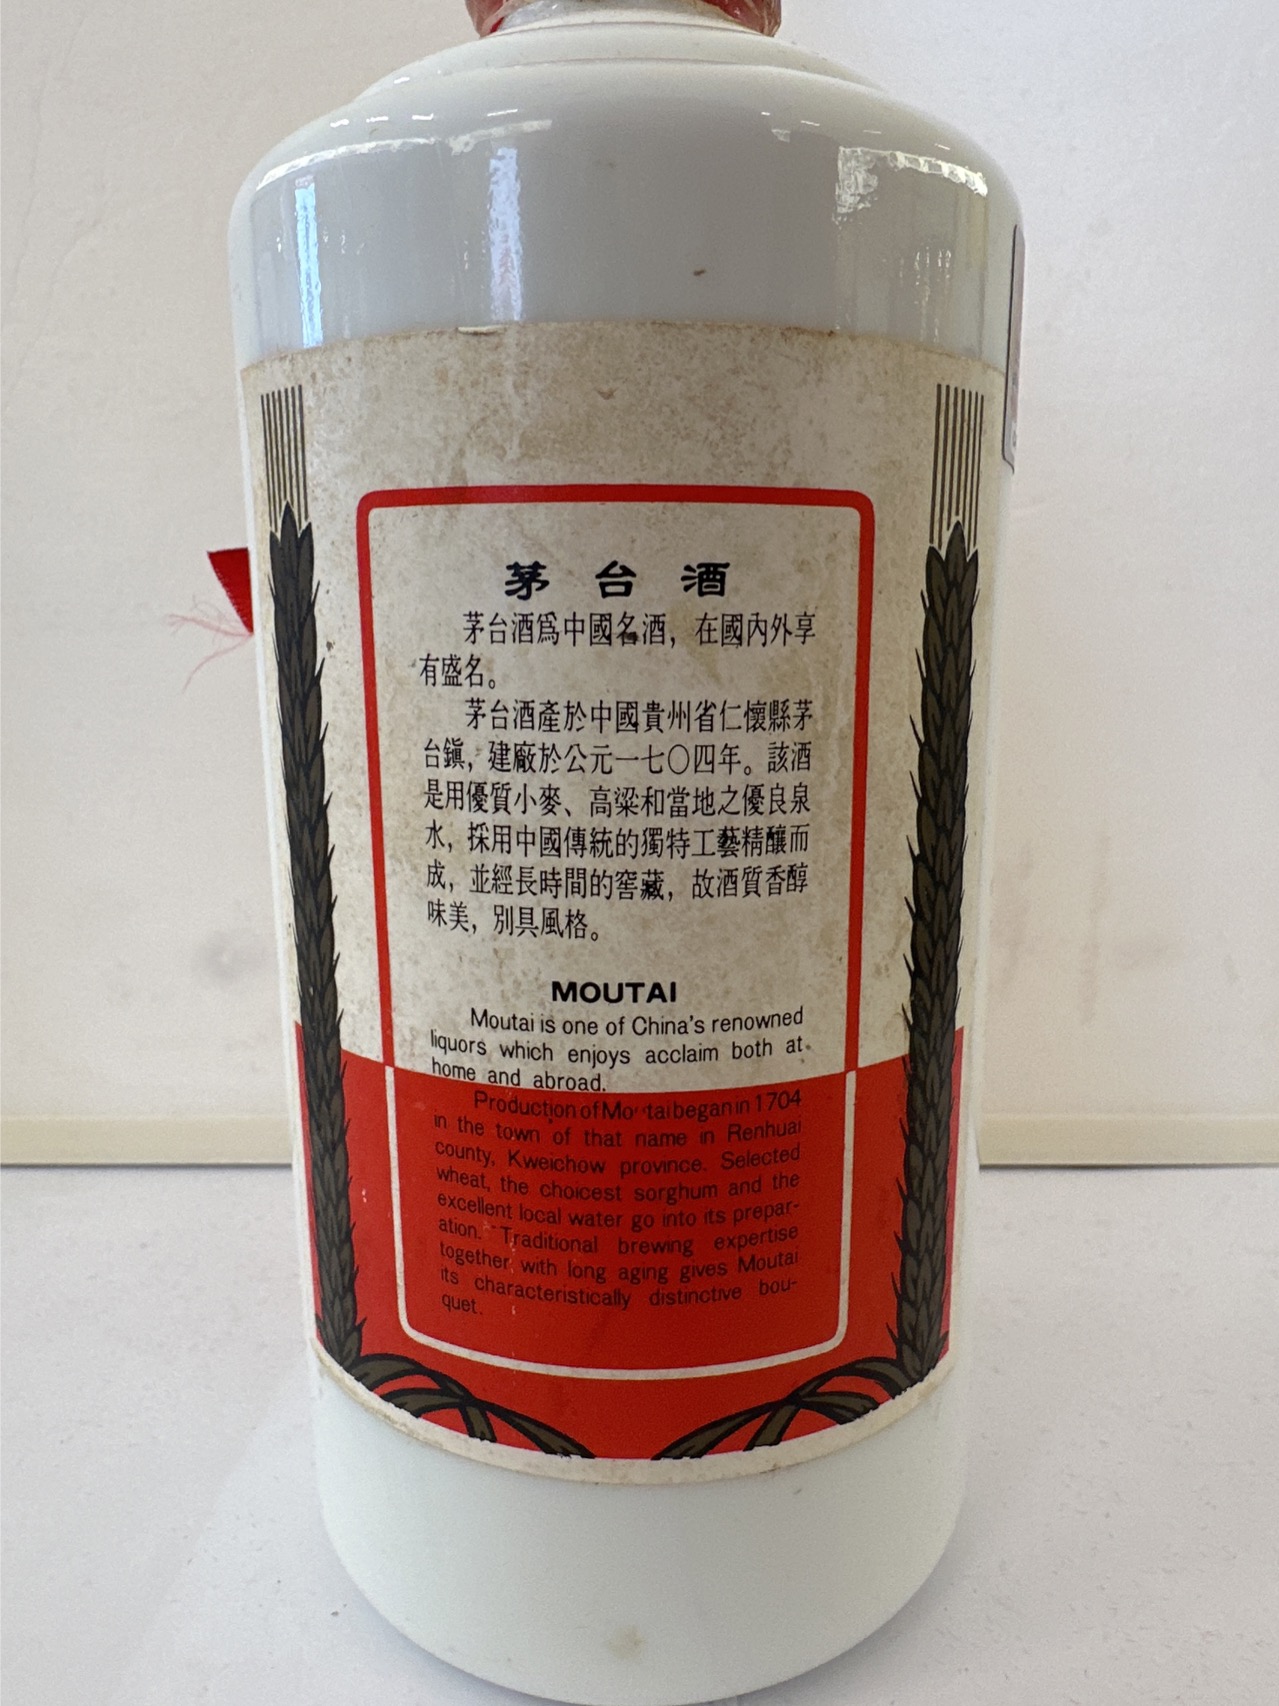 茅台酒
茅台酒爲中國名酒，在國內外享
有盛名。
茅台酒產於中國貴州省仁懷縣茅
台鎭，建廠於公元一七〇四年。該酒
是用優質小麥、高粱和當地之優良泉
水，採用中國傳統的獨特工藝精釀而
成，並經長時間的窖藏，故酒質香醇
味美，別具風格。
MOUTAI
Moutai is one of China's renowned
liquors which enjoys acclaim both at
home and abroad.
Production of Moutai began in 1704
in the town of that name in Renhuai
county, Kweichow province. Selected
wheat, the choicest sorghum and the
excellent local water go into its prepar-
ation. Traditional brewing expertise
together with long aging gives Moutai
its characteristically distinctive bou-
quet.